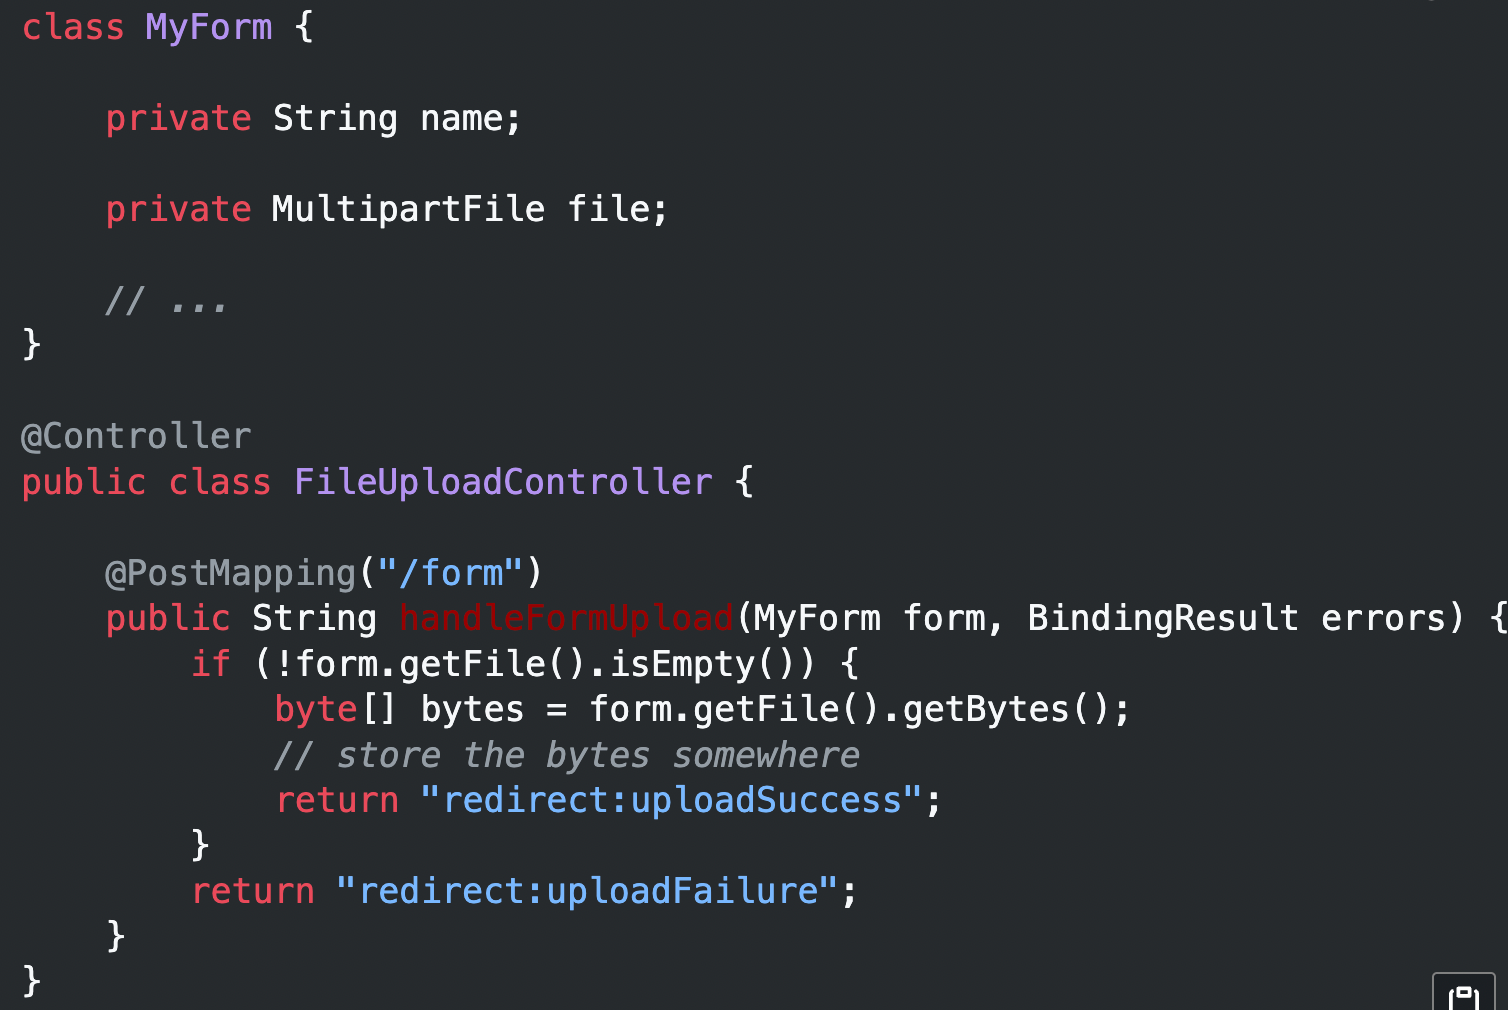 class MyForm {
private String name;
private MultipartFile file;
// ...
}
@Controller
public class FileUploadController {
@PostMapping("/form")
public String handleFormUpload(MyForm form, BindingResult errors) {
if (!form.getFile().isEmpty()) {
byte[] bytes = form.getFile().getBytes();
// store the bytes somewhere
return "redirect:uploadSuccess";
}
return "redirect:uploadFailure";
}
}